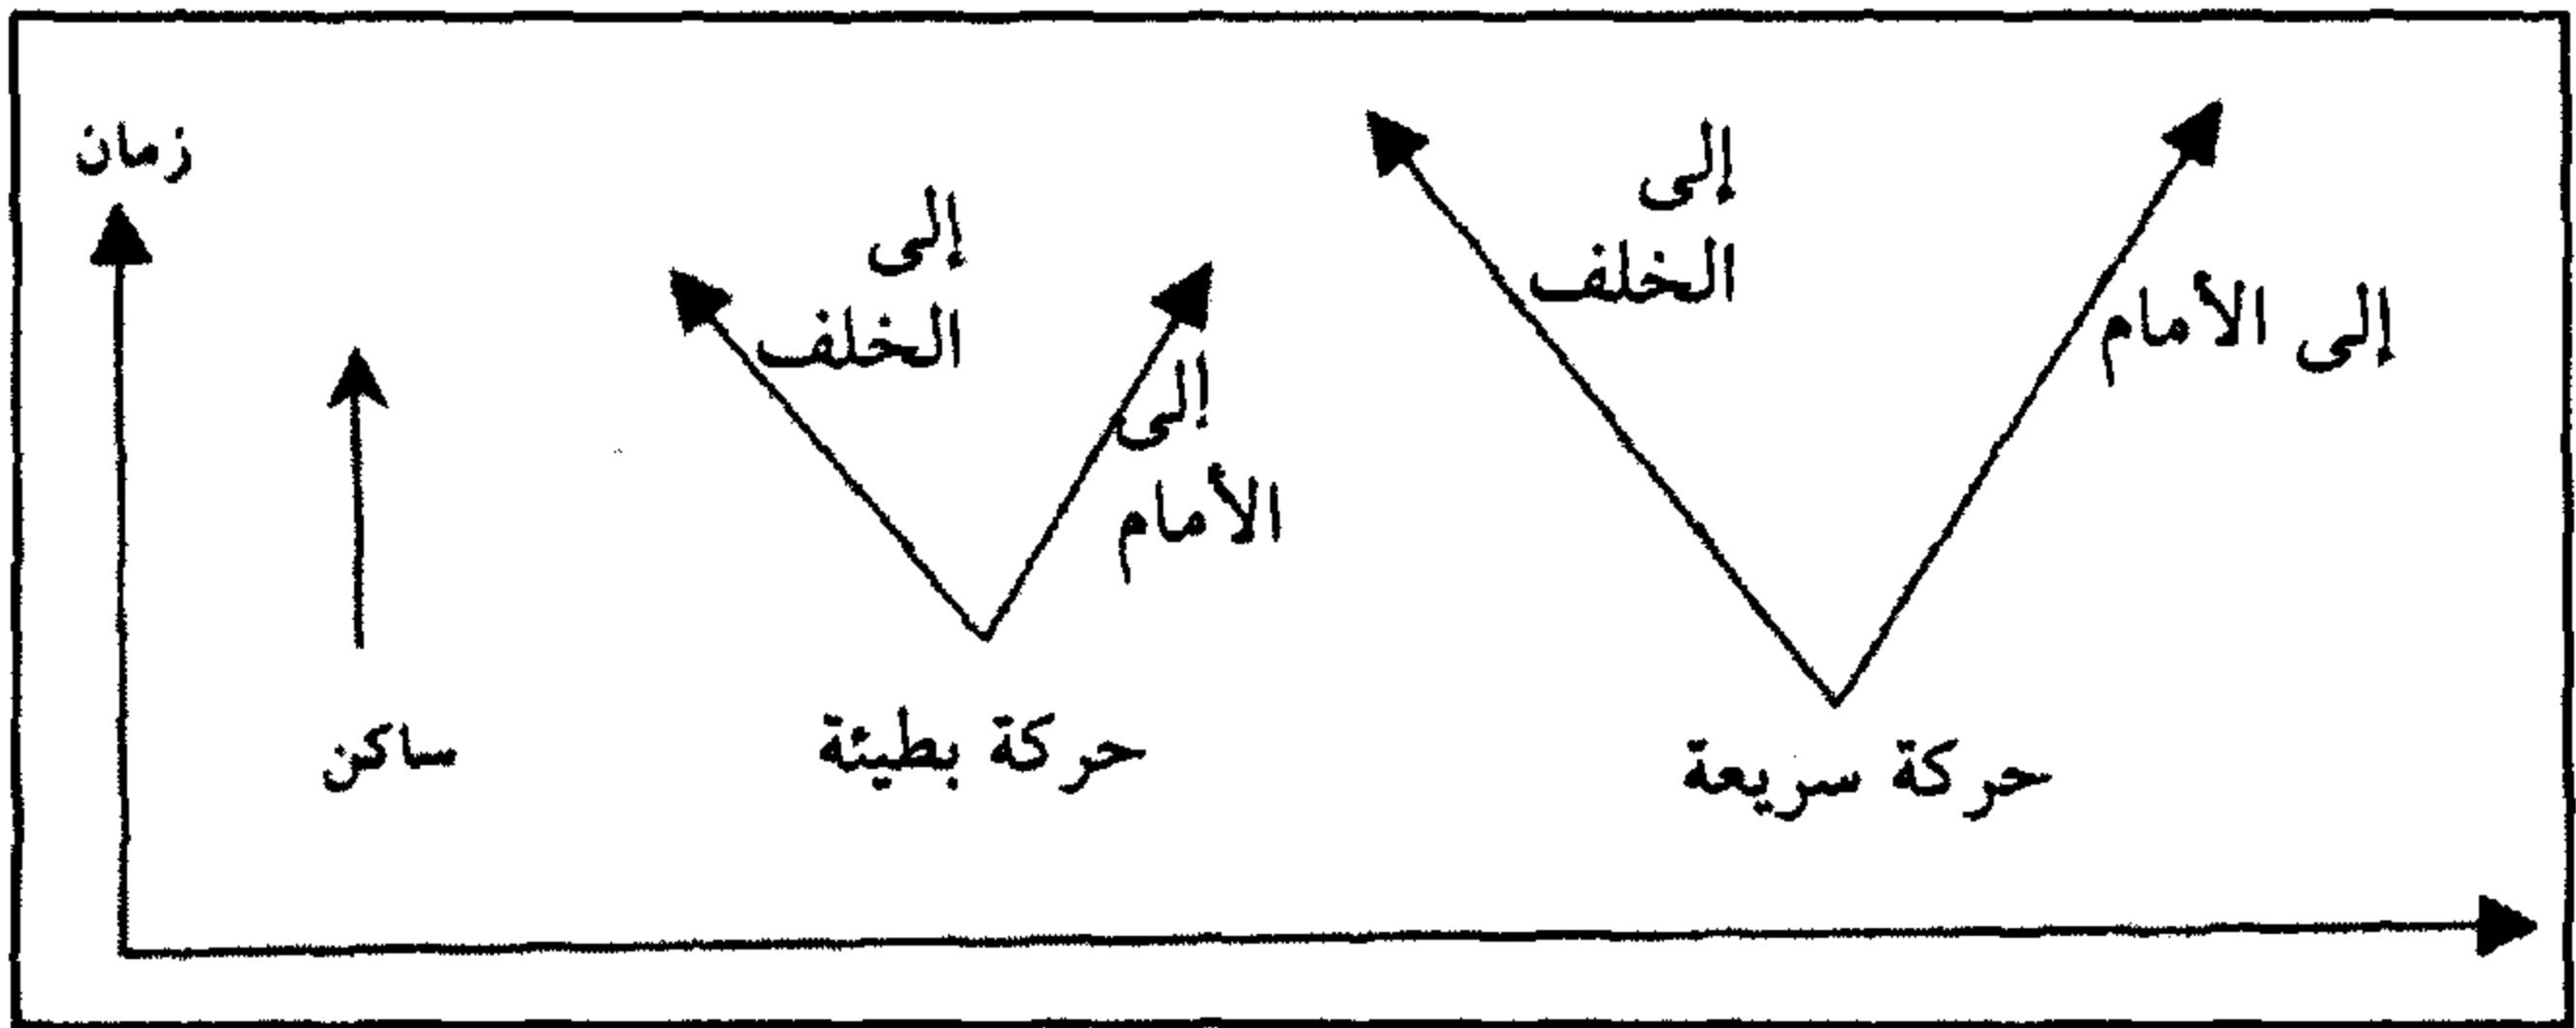 زمان
ساكن
إلى
الخلف
إلى
الأمام
حركة بطيئة
إلى
الخلف
إلى الأمام
حركة سريعة